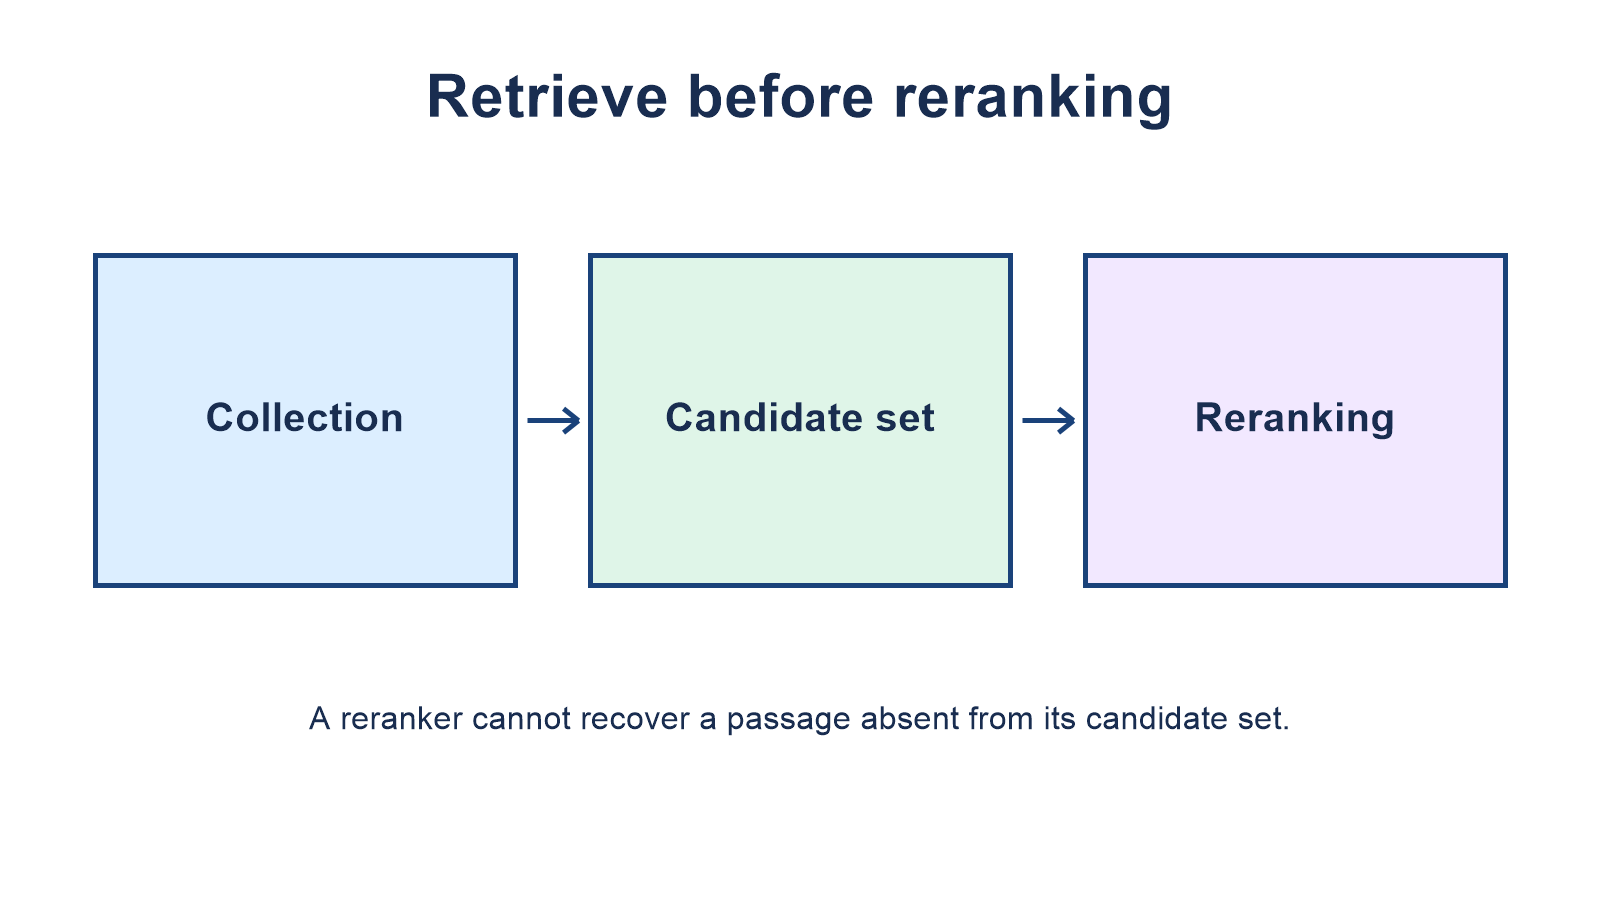 Retrieve before reranking
Collection
Candidate set
Reranking
A reranker cannot recover a passage absent from its candidate set.